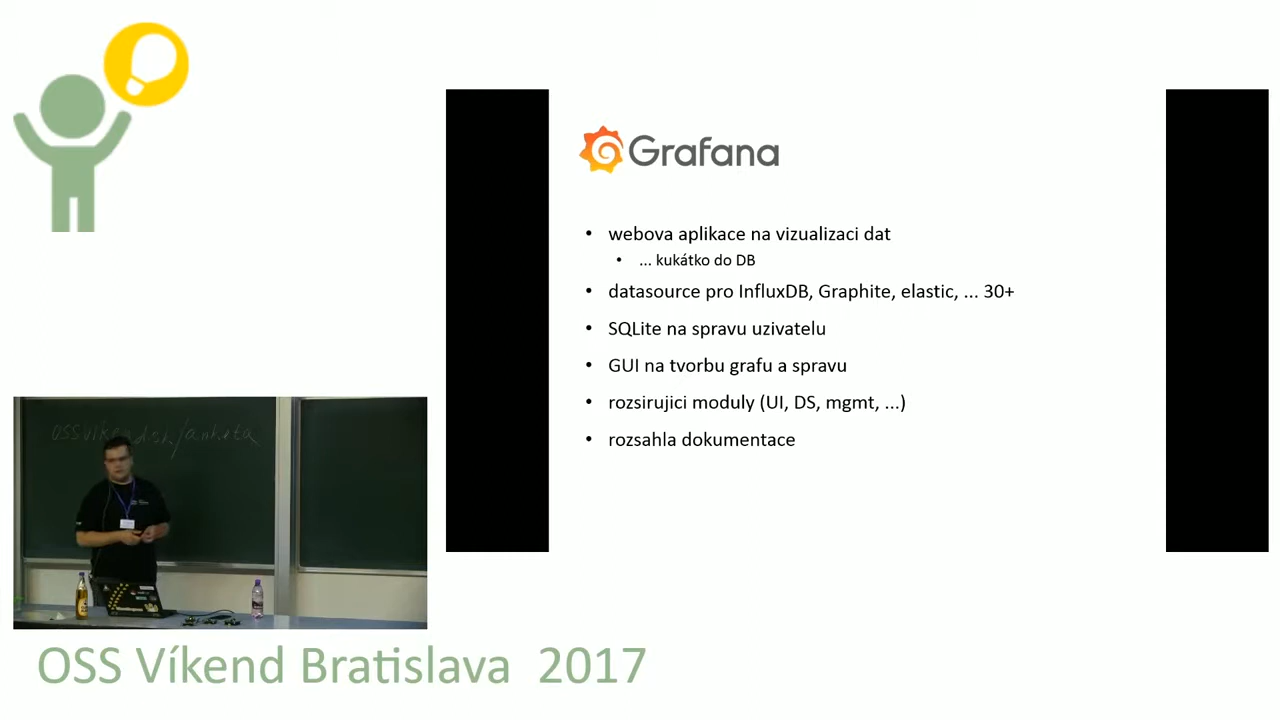 Grafana
• webova aplikace na vizualizaci dat
• ... kukátko do DB
• datasource pro InfluxDB, Graphite, elastic, ... 30+
• SQLite na spravu uzivatelu
• GUI na tvorbu grafu a spravu
• rozsirujici moduly (UI, DS, mgmt, ...)
• rozsahla dokumentace
OSS Víkend Bratislava 2017